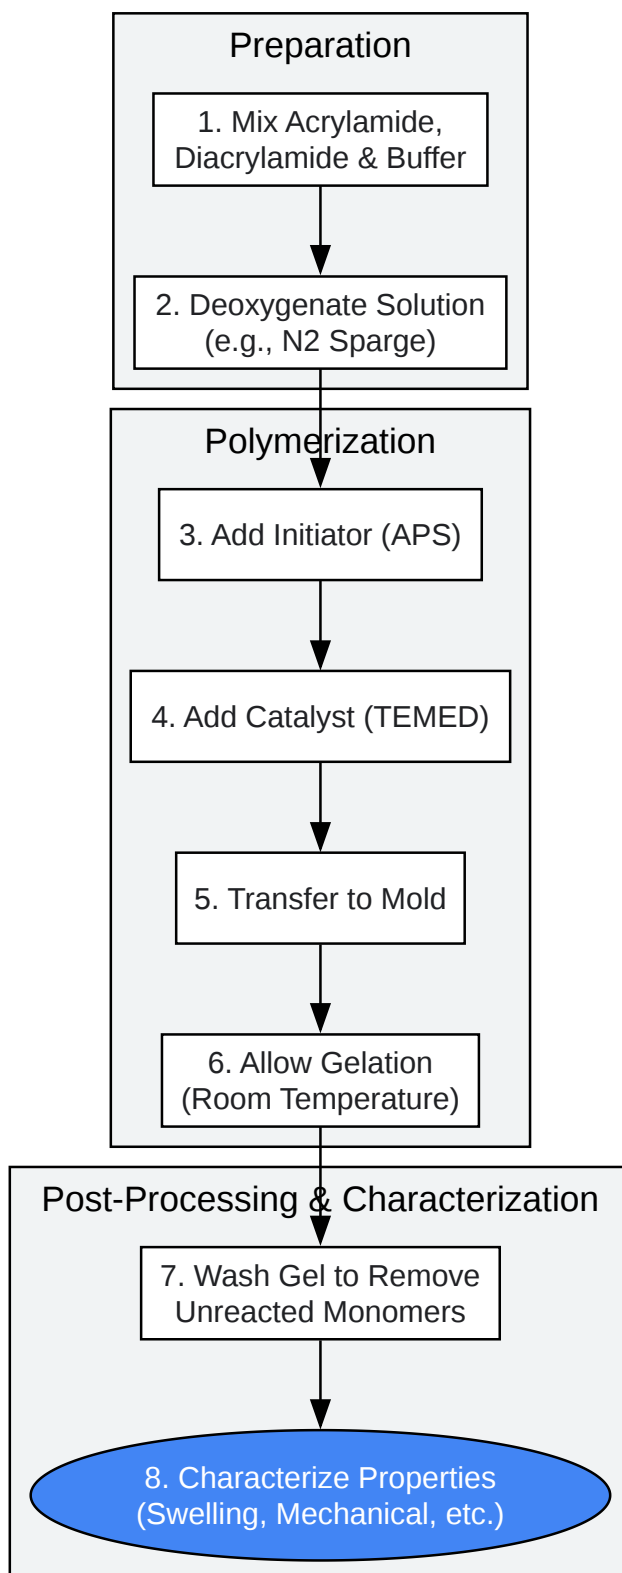 Preparation
1. Mix Acrylamide,
Diacrylamide & Buffer
2. Deoxygenate Solution
(e.g., N2 Sparge)
Polymerization
3. Add Initiator (APS)
4. Add Catalyst (TEMED)
5. Transfer to Mold
6. Allow Gelation
(Room Temperature)
Post-Processing & Characterization
7. Wash Gel to Remove
Unreacted Monomers
8. Characterize Properties
(Swelling, Mechanical, etc.)